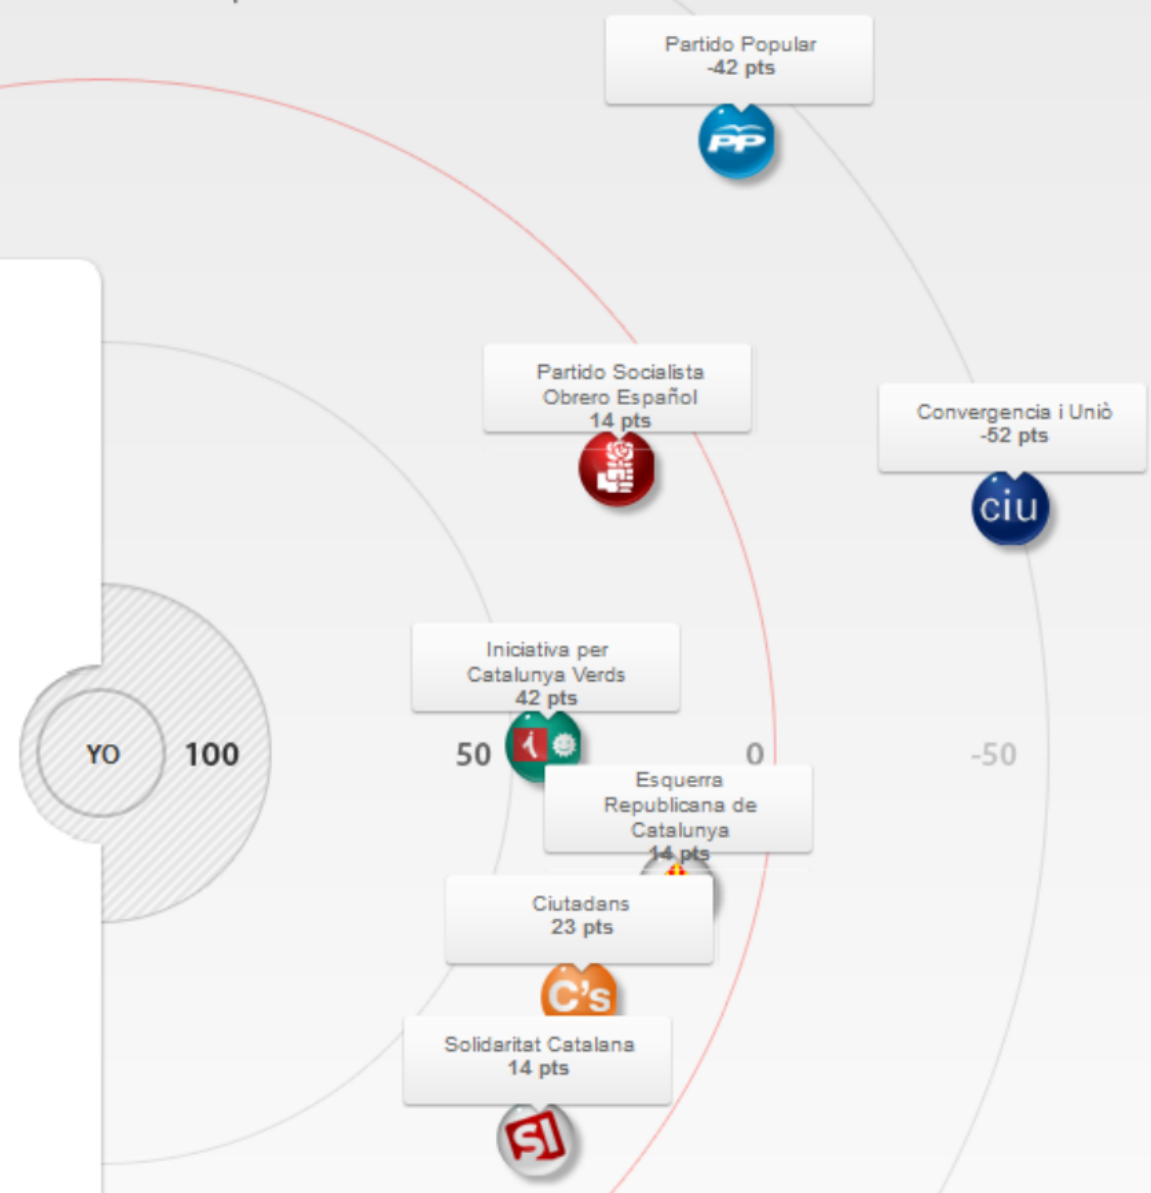 Partido Popular
-42 pts
PP
Partido Socialista
Obrero Español
14 pts
Convergencia i Uniò
-52 pts
ciu
Iniciativa per
Catalunya Verds
42 pts
i
YO
100
50
0
-50
Esquerra
Republicana de
Catalunya
14 pts
Ciutadans
23 pts
C's
Solidaritat Catalana
14 pts
SI